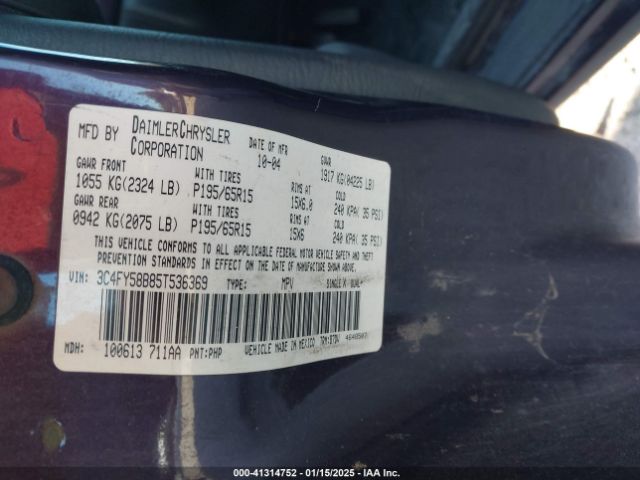 MFD BY DAIMLERCHRYSLER CORPORATION DATE OF MFR 10-04 GVWR 1917 KG(04225 LB)
GAWR FRONT WITH TIRES RIMS AT COLD
1055 KG(2324 LB) P195/65R15 15X6.0 240 KPA( 35 PSI)
GAWR REAR WITH TIRES RIMS AT COLD
0942 KG(2075 LB) P195/65R15 15X6 240 KPA( 35 PSI)
THIS VEHICLE CONFORMS TO ALL APPLICABLE FEDERAL MOTOR VEHICLE SAFETY AND THEFT
PREVENTION STANDARDS IN EFFECT ON THE DATE OF MANUFACTURE SHOWN ABOVE.
VIN: 3C4FY58B85T536369 TYPE: MPV SINGLE X DUAL
MDH: 100613 711AA PNT:PHP VEHICLE MADE IN MEXICO
000-41314752 01/15/2025 IAA Inc.